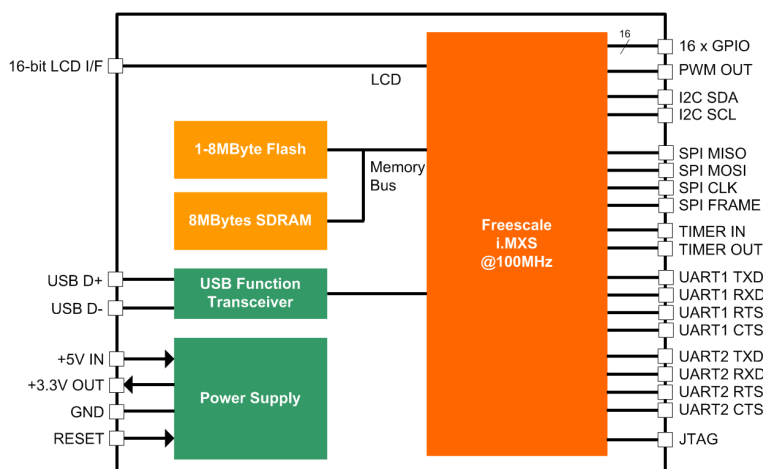 16-bit LCD I/F
LCD
1-8MByte Flash
Memory
Bus
8MBytes SDRAM
USB D+
USB D-
USB Function
Transceiver
+5V IN
+3.3V OUT
GND
RESET
Power Supply
Freescale
i.MXS
@100MHz
16
16 x GPIO
PWM OUT
I2C SDA
I2C SCL
SPI MISO
SPI MOSI
SPI CLK
SPI FRAME
TIMER IN
TIMER OUT
UART1 TXD
UART1 RXD
UART1 RTS
UART1 CTS
UART2 TXD
UART2 RXD
UART2 RTS
UART2 CTS
JTAG